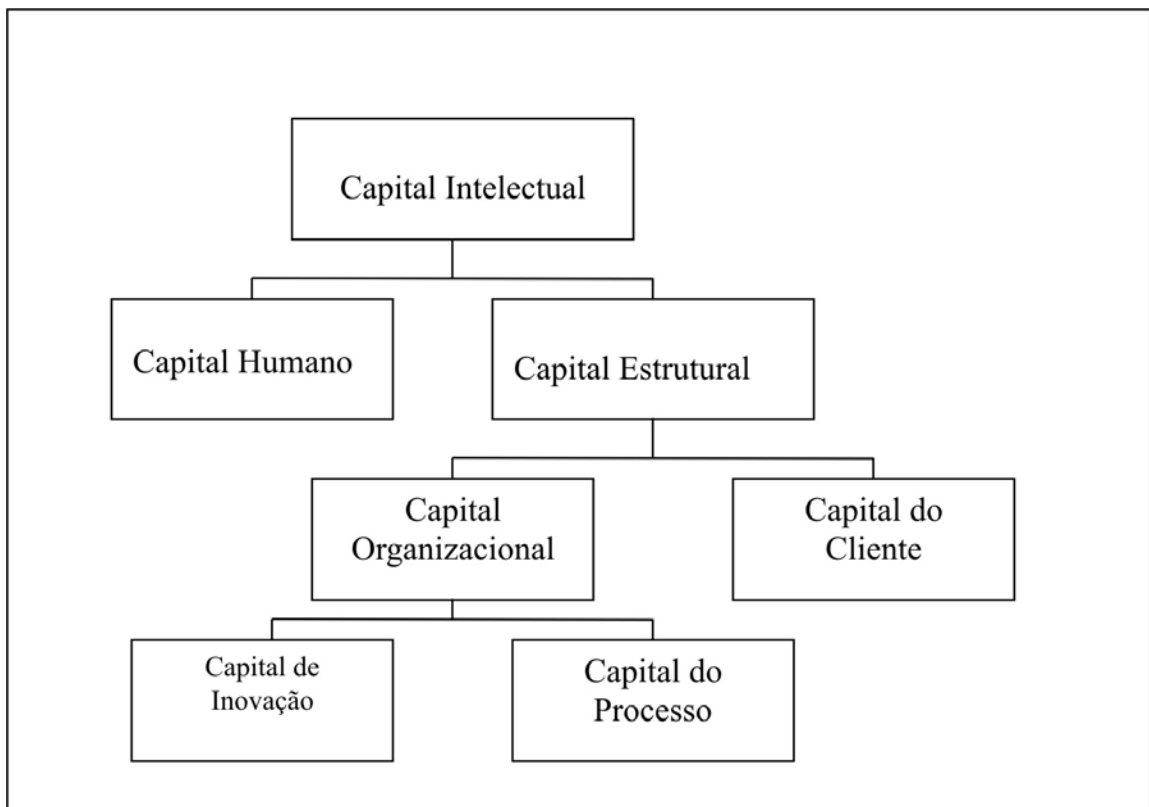 Capital Intelectual
Capital Humano
Capital Estrutural
Capital
Organizacional
Capital do
Cliente
Capital de
Inovação
Capital do
Processo